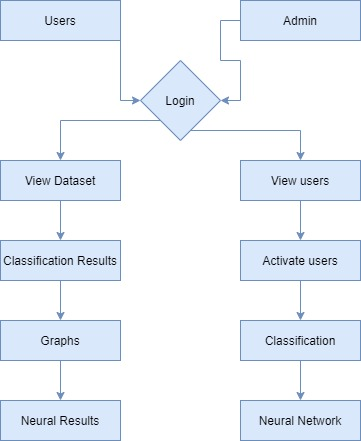 Users
Admin
Login
View Dataset
View users
Classification Results
Activate users
Graphs
Classification
Neural Results
Neural Network